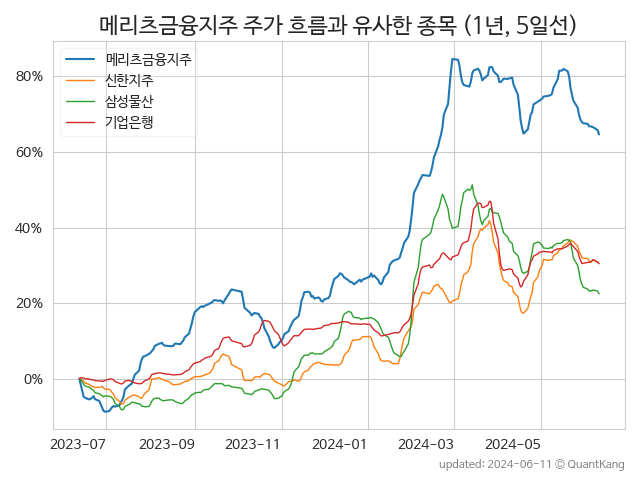 메리츠금융지주 주가 흐름과 유사한 종목 (1년, 5일선)
메리츠금융지주
신한지주
삼성물산
기업은행
80%
60%
40%
20%
0%
2023-07 2023-09 2023-11 2024-01 2024-03 2024-05
updated: 2024-06-11 © QuantKang